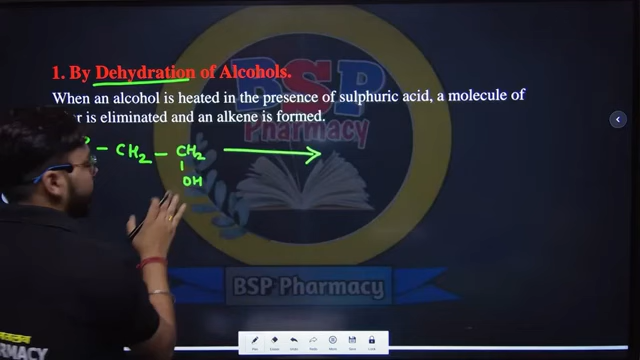 1. By Dehydration of Alcohols.
When an alcohol is heated in the presence of sulphuric acid, a molecule of
is eliminated and an alkene is formed.
— CH₂ — CH₂
OH
BSP
Pharmacy
BSP Pharmacy